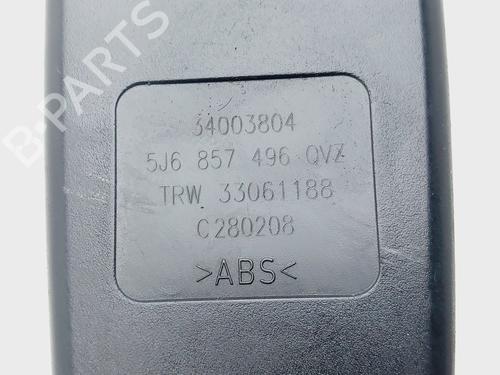 B-PARTS
34003804
5J6 857 496 QVZ
TRW 33061188
C280208
>ABS<